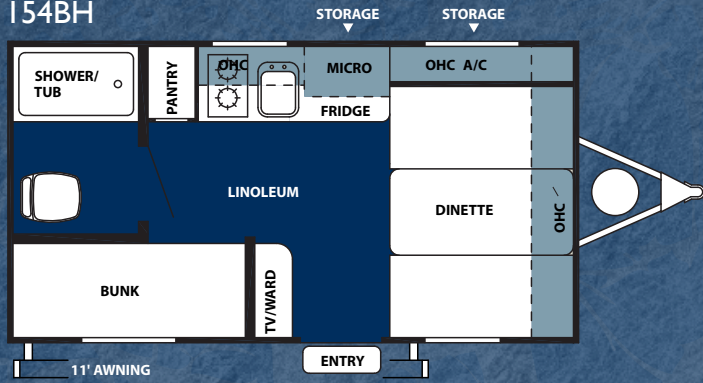 154BH
STORAGE
STORAGE
SHOWER/
TUB
PANTRY
OHC
MICRO
OHC A/C
FRIDGE
LINOLEUM
DINETTE
OHC
BUNK
TV/WARD
ENTRY
11' AWNING